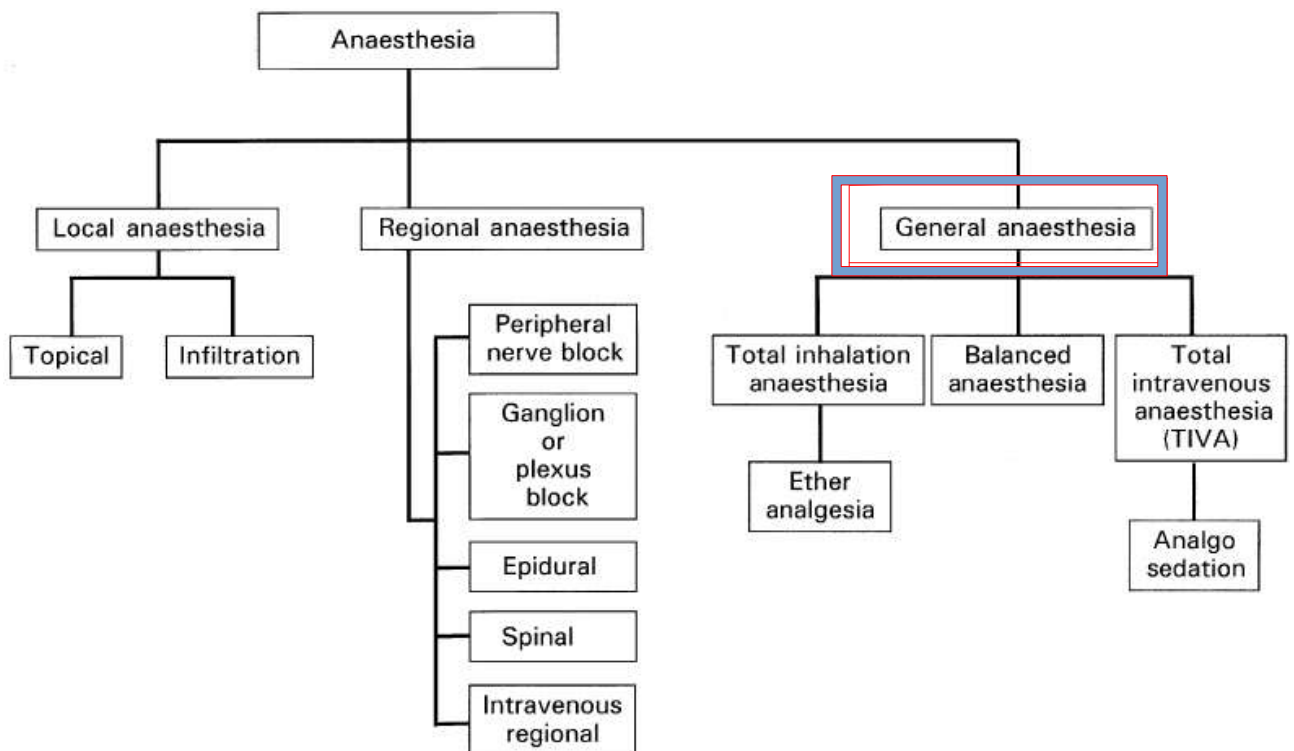 Anaesthesia
Local anaesthesia
Regional anaesthesia
General anaesthesia
Topical
Infiltration
Peripheral
nerve block
Ganglion
or
plexus
block
Epidural
Spinal
Intravenous
regional
Total inhalation
anaesthesia
Balanced
anaesthesia
Total
intravenous
anaesthesia
(TIVA)
Ether
analgesia
Analgo
sedation